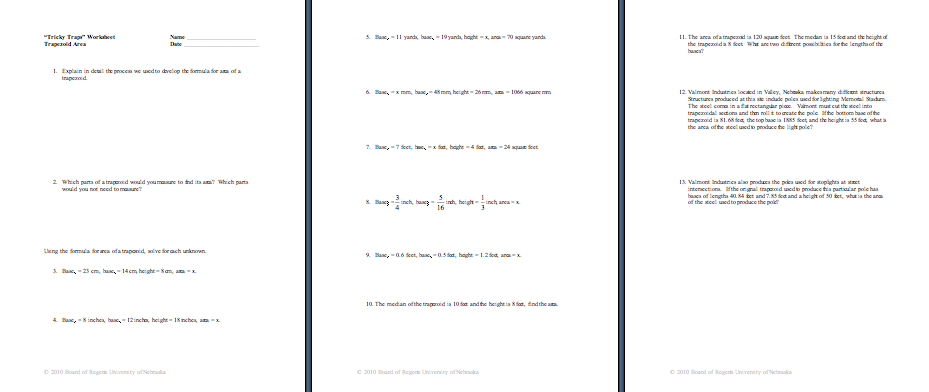 "Tricky Traps" Worksheet Name
Trapezoid Area Date
1. Explain in detail the process we used to develop the formula for area of a
trapezoid.
2. Which parts of a trapezoid would you measure to find its area? Which parts
would you not need to measure?
Using the formula for area of a trapezoid, solve for each unknown.
3. Base₁ = 23 cm, base₂ = 14 cm, height = 8 cm, area = x.
4. Base₁ = 8 inches, base₂ = 12 inches, height = 18 inches, area = x.
© 2010 Board of Regents University of Nebraska
5. Base₁ = 11 yards, base₂ = 19 yards, height = x, area = 70 square yards.
6. Base₁ = x mm, base₂ = 48 mm, height = 26 mm, area = 1066 square mm
7. Base₁ = 7 feet, base₂ = x feet, height = 4 feet, area = 24 square feet
8. Base₁ = 3/4 inch, base₂ = 5/16 inch, height = 1/3 inch, area = x.
9. Base₁ = 0.6 feet, base₂ = 0.5 feet, height = 1.2 feet, area = x.
10. The median of the trapezoid is 10 feet and the height is 8 feet, find the area.
© 2010 Board of Regents University of Nebraska
11. The area of a trapezoid is 120 square feet. The median is 15 feet and the height of
the trapezoid is 8 feet. What are two different possibilities for the lengths of the
bases?
12. Valmont Industries located in Valley, Nebraska makes many different structures.
Structures produced at this site include poles used for lighting Memorial Stadium.
The steel comes in a flat rectangular piece. Valmont must cut the steel into
trapezoidal sections and then roll it to create the pole. If the bottom base of the
trapezoid is 81.68 feet, the top base is 18.85 feet, and the height is 55 feet, what is
the area of the steel used to produce the light pole?
13. Valmont Industries also produces the poles used for stoplights at street
intersections. If the original trapezoid used to produce this particular pole has
bases of lengths 40.84 feet and 7.85 feet and a height of 50 feet, what is the area
of the steel used to produce the pole?
© 2010 Board of Regents University of Nebraska